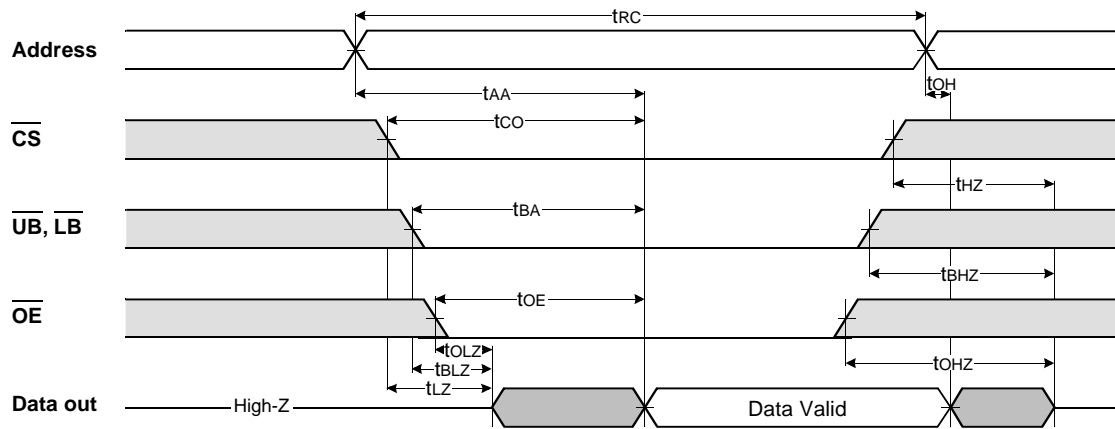 tRC
Address
tOH
tAA
CS
tCO
tHZ
UB, LB
tBA
tBHZ
OE
tOE
tOHZ
tOLZ
tBLZ
tLZ
Data out
High-Z
Data Valid